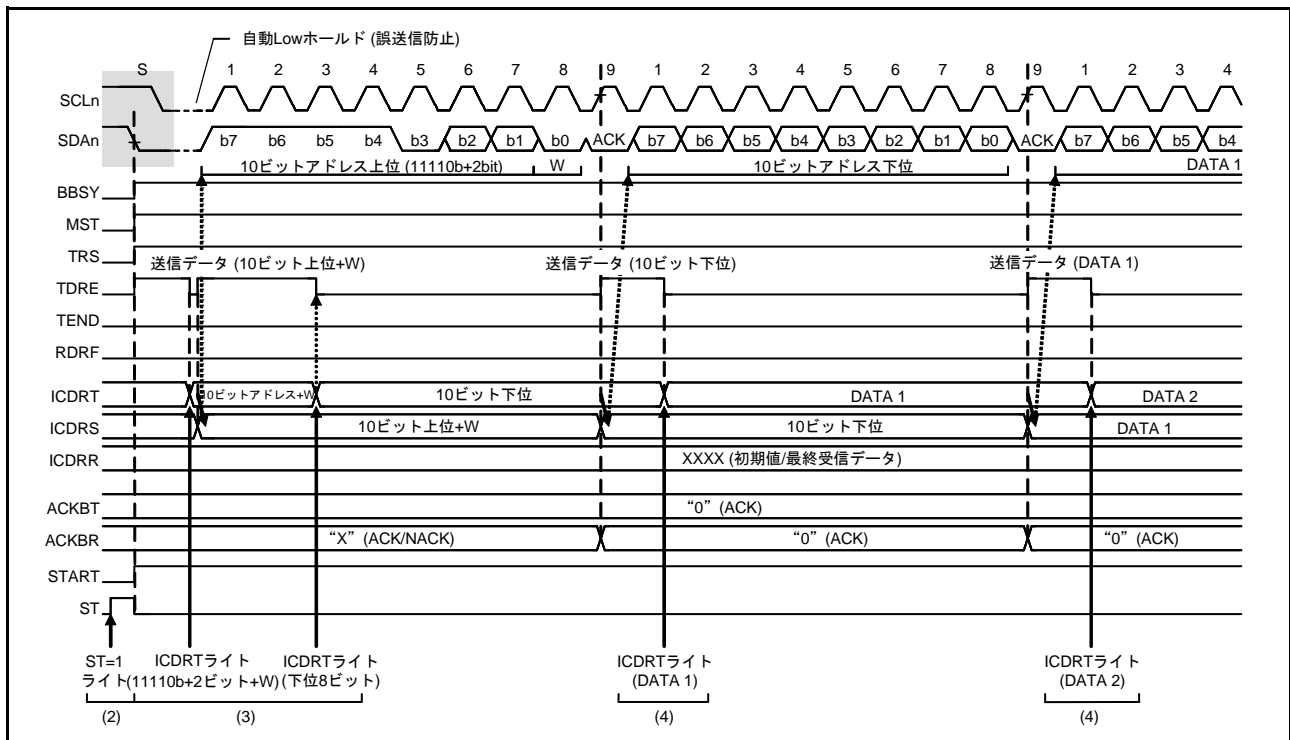 自動Lowホールド (誤送信防止)
S 1 2 3 4 5 6 7 8 9 1 2 3 4 5 6 7 8 9 1 2 3 4
SCLn
SDAn b7 b6 b5 b4 b3 b2 b1 b0 ACK b7 b6 b5 b4 b3 b2 b1 b0 ACK b7 b6 b5 b4
10ビットアドレス上位 (11110b+2bit) W 10ビットアドレス下位 DATA 1
BBSY
MST
TRS
送信データ (10ビット上位+W) 送信データ (10ビット下位) 送信データ (DATA 1)
TDRE
TEND
RDRF
ICDRT 10ビットアドレス+W 10ビット下位 DATA 1 DATA 2
ICDRS 10ビット上位+W 10ビット下位 DATA 1
ICDRR XXXX (初期値/最終受信データ)
ACKBT “0” (ACK)
ACKBR “X” (ACK/NACK) “0” (ACK) “0” (ACK)
START
ST
ST=1 ICDRTライト ICDRTライト ICDRTライト ICDRTライト
ライト (11110b+2ビット+W) (下位8ビット) (DATA 1) (DATA 2)
(2) (3) (4) (4)